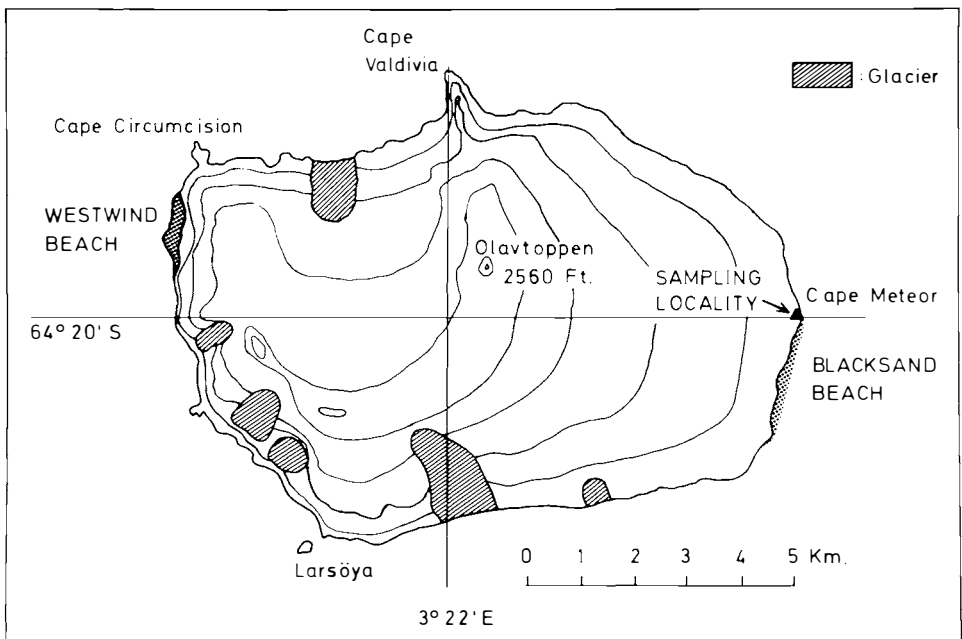 Cape
Valdivia
: Glacier
Cape Circumcision
WESTWIND
BEACH
Olavtoppen
2560 Ft.
SAMPLING
LOCALITY
Cape Meteor
64° 20' S
BLACKSAND
BEACH
Larsöya
0 1 2 3 4 5 Km.
3° 22' E